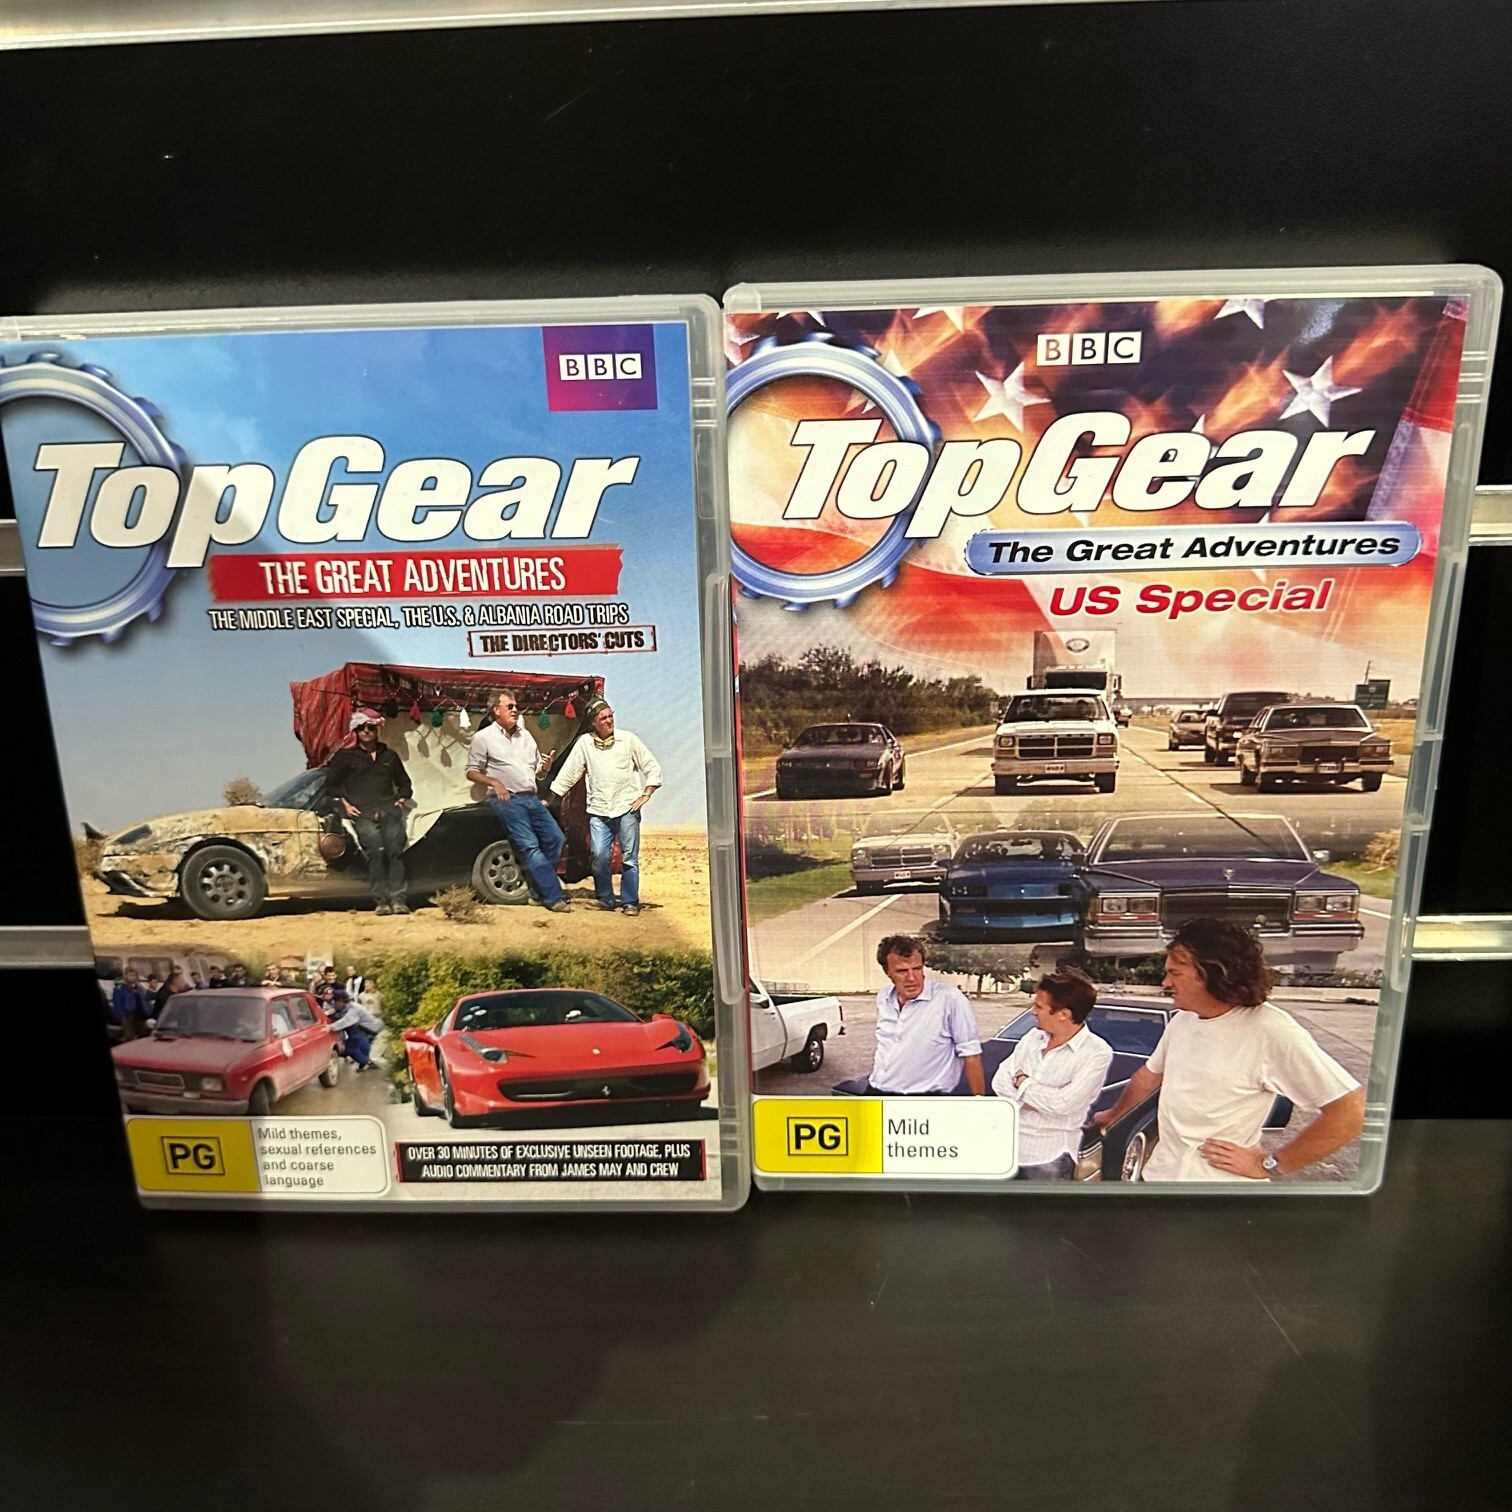 BBC
TopGear
THE GREAT ADVENTURES
THE MIDDLE EAST SPECIAL, THE U.S. & ALBANIA ROAD TRIPS
THE DIRECTORS' CUTS
PG
Mild themes,
sexual references
and coarse
language
OVER 30 MINUTES OF EXCLUSIVE UNSEEN FOOTAGE, PLUS
AUDIO COMMENTARY FROM JAMES MAY AND CREW
BBC
TopGear
The Great Adventures
US Special
PG
Mild
themes